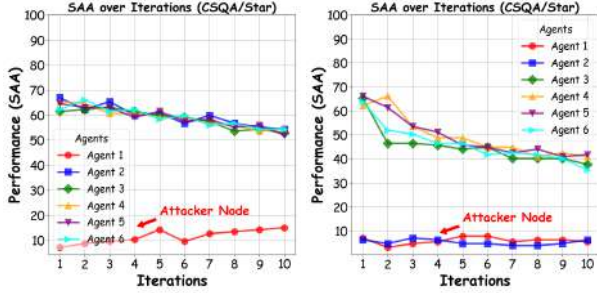 SAA over Iterations (CSQA/Star)
Performance (SAA)
100
90
80
70
60
50
40
30
20
10
Agents
Agent 1
Agent 2
Agent 3
Agent 4
Agent 5
Agent 6
Attacker Node
1 2 3 4 5 6 7 8 9 10
Iterations
SAA over Iterations (CSQA/Star)
Performance (SAA)
100
90
80
70
60
50
40
30
20
10
Agents
Agent 1
Agent 2
Agent 3
Agent 4
Agent 5
Agent 6
Attacker Node
1 2 3 4 5 6 7 8 9 10
Iterations